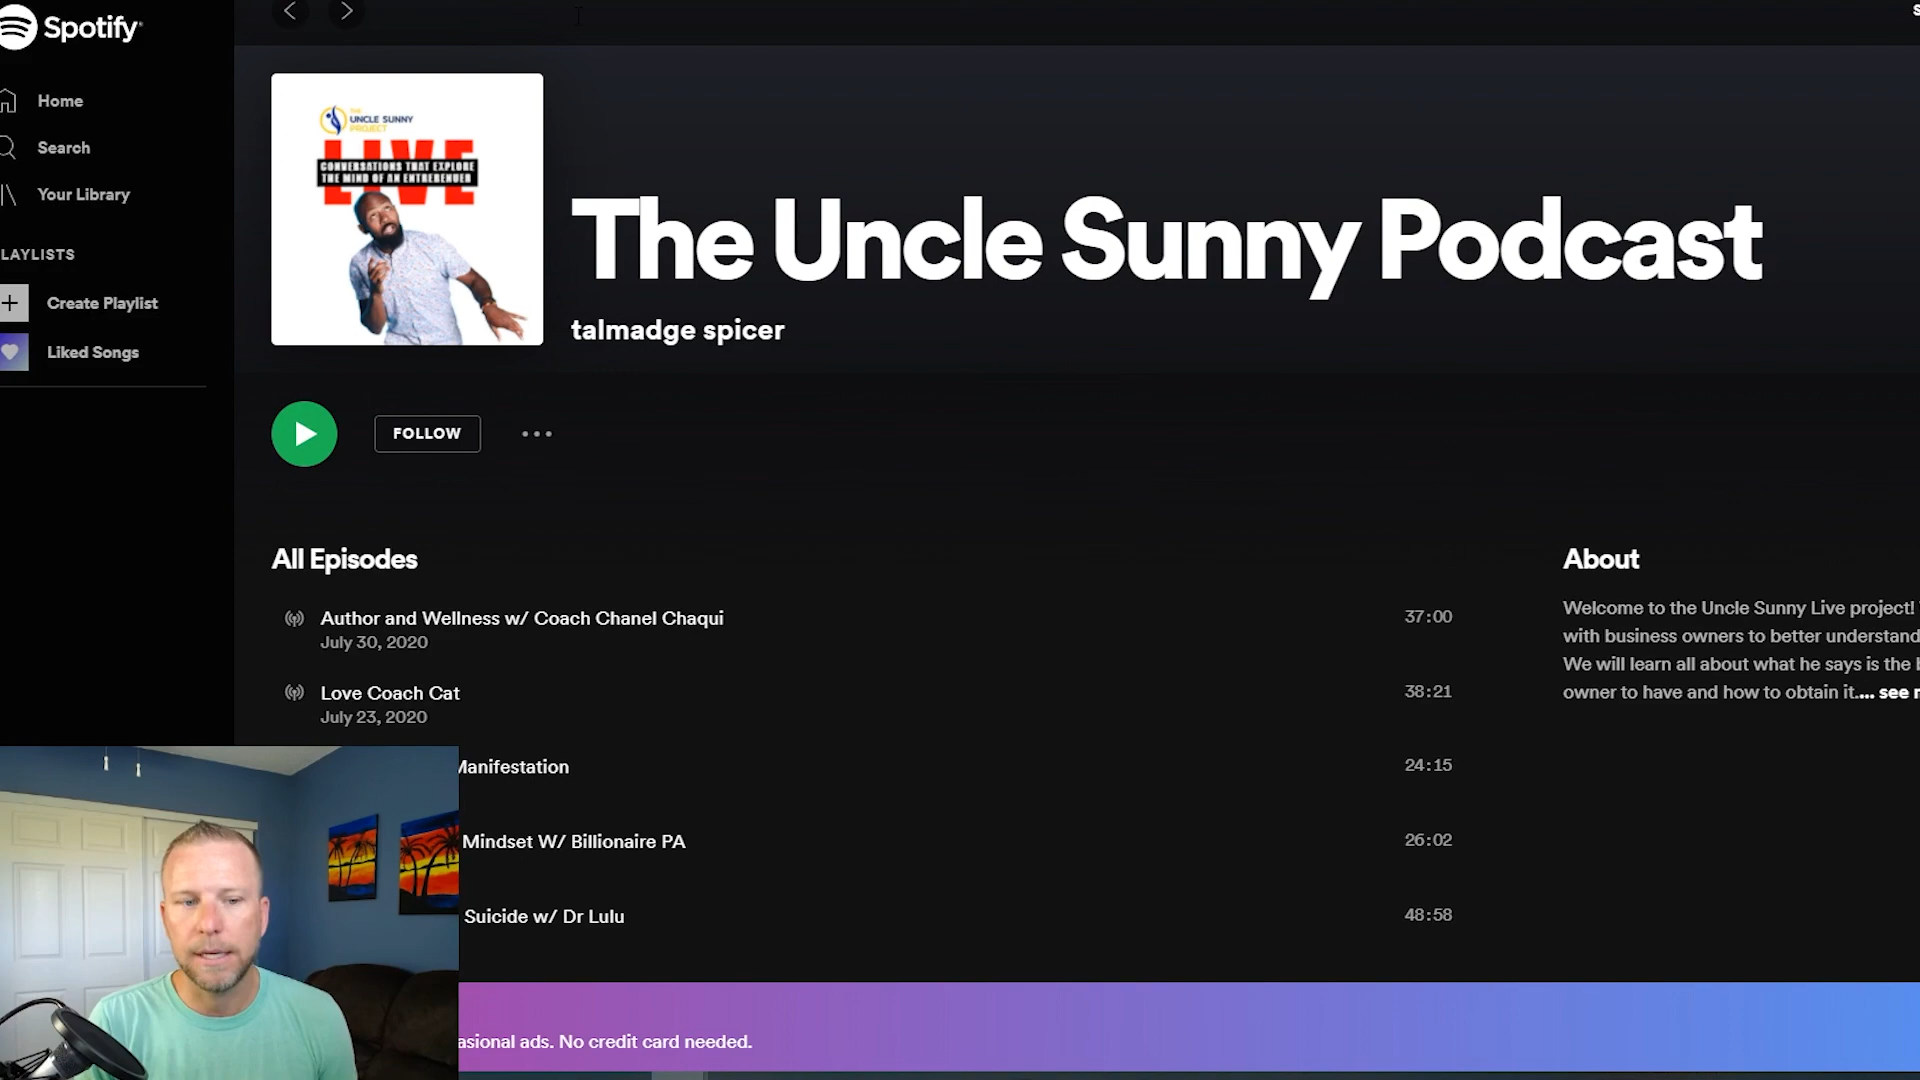 Spotify
Home
Search
Your Library
LAYLISTS
Create Playlist
Liked Songs
THE
UNCLE SUNNY
PROJECT
LIVE
CONVERSATIONS THAT EXPLORE
THE MIND OF AN ENTREPENUER
The Uncle Sunny Podcast
talmadge spicer
FOLLOW
All Episodes
Author and Wellness w/ Coach Chanel Chaqui
37:00
July 30, 2020
Love Coach Cat
38:21
July 23, 2020
Manifestation
24:15
Mindset W/ Billionaire PA
26:02
Suicide w/ Dr Lulu
48:58
About
Welcome to the Uncle Sunny Live project!
with business owners to better understand
We will learn all about what he says is the b
owner to have and how to obtain it.... see
asional ads. No credit card needed.